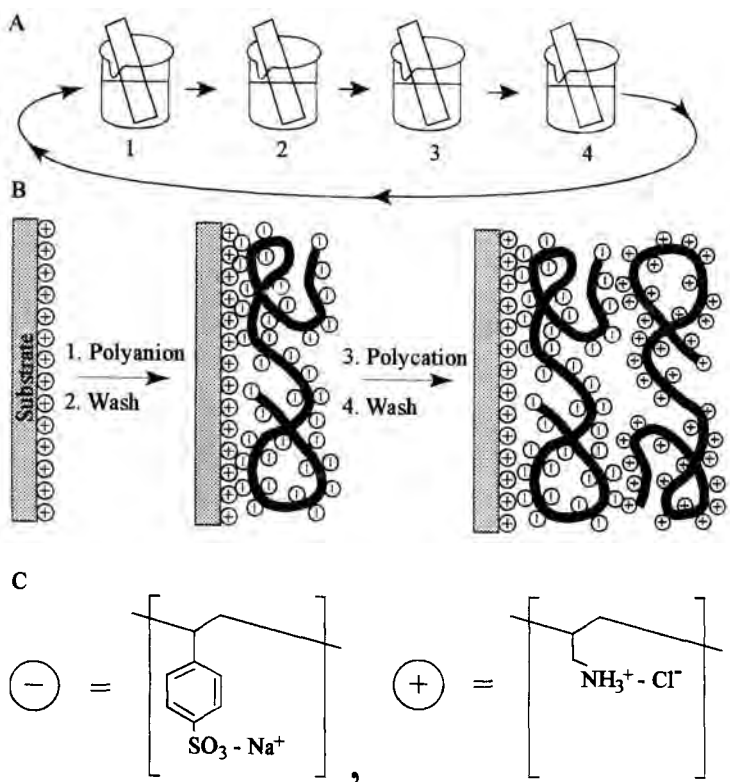 A
1 2 3 4
B
Substrate
1. Polyanion
2. Wash
3. Polycation
4. Wash
C
− = SO₃ - Na⁺ , + = NH₃⁺ - Cl⁻